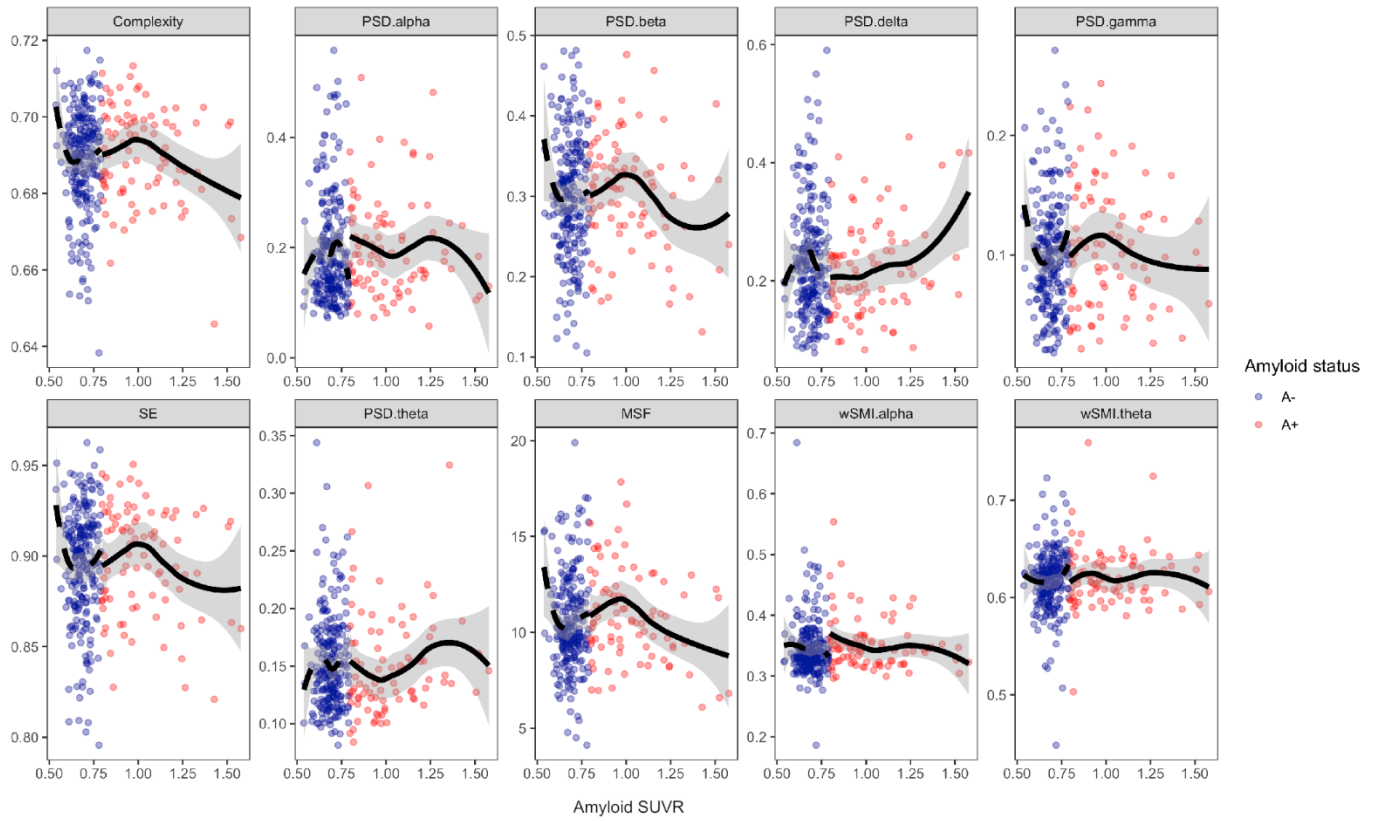 Complexity PSD.alpha PSD.beta PSD.delta PSD.gamma
0.72 0.70 0.68 0.66 0.64
0.4 0.2 0.0
0.5 0.4 0.3 0.2 0.1
0.6 0.4 0.2
0.2 0.1
0.50 0.75 1.00 1.25 1.50 0.50 0.75 1.00 1.25 1.50 0.50 0.75 1.00 1.25 1.50 0.50 0.75 1.00 1.25 1.50 0.50 0.75 1.00 1.25 1.50
SE PSD.theta MSF wSMI.alpha wSMI.theta
0.95 0.90 0.85 0.80
0.35 0.30 0.25 0.20 0.15 0.10
20 15 10 5
0.7 0.6 0.5 0.4 0.3 0.2
0.7 0.6 0.5
0.50 0.75 1.00 1.25 1.50 0.50 0.75 1.00 1.25 1.50 0.50 0.75 1.00 1.25 1.50 0.50 0.75 1.00 1.25 1.50 0.50 0.75 1.00 1.25 1.50
Amyloid SUVR
Amyloid status
A-
A+